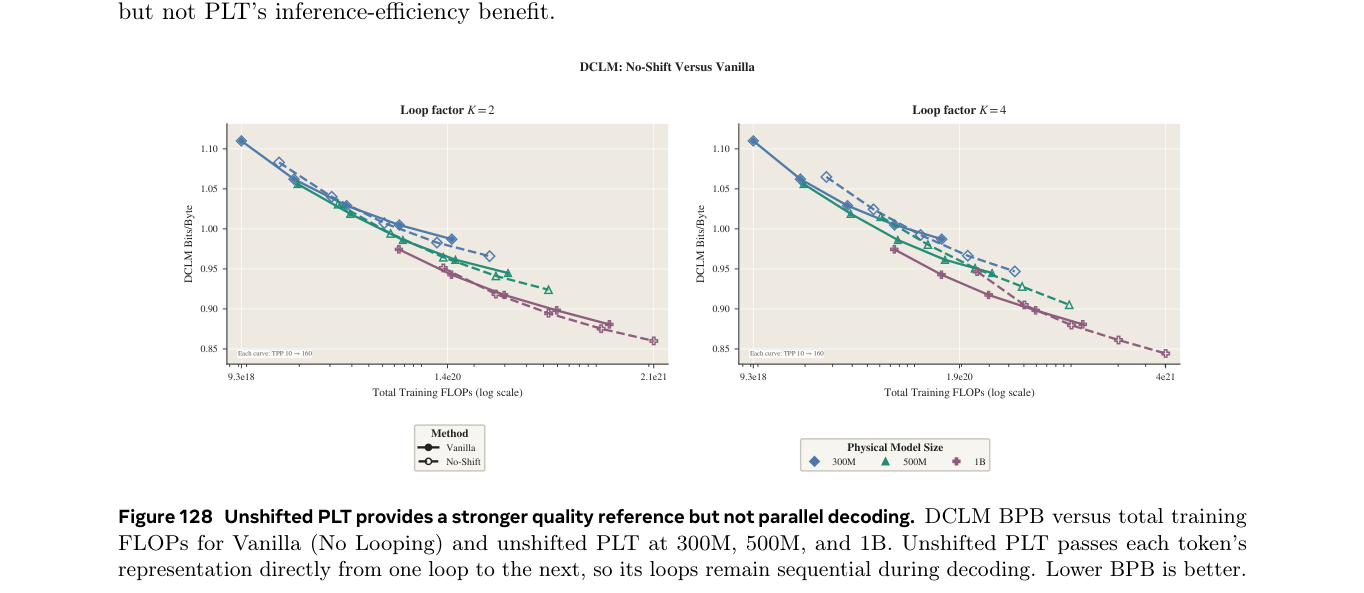 but not PLT's inference-efficiency benefit.
DCLM: No-Shift Versus Vanilla
Loop factor K=2
Loop factor K=4
DCLM Bits/Byte
1.10
1.05
1.00
0.95
0.90
0.85
Each curve: TPP 10 → 160
9.3e18
1.4e20
2.1e21
Total Training FLOPs (log scale)
DCLM Bits/Byte
1.10
1.05
1.00
0.95
0.90
0.85
Each curve: TPP 10 → 160
9.3e18
1.9e20
4e21
Total Training FLOPs (log scale)
Method
Vanilla
No-Shift
Physical Model Size
300M 500M 1B
Figure 128 Unshifted PLT provides a stronger quality reference but not parallel decoding. DCLM BPB versus total training
FLOPs for Vanilla (No Looping) and unshifted PLT at 300M, 500M, and 1B. Unshifted PLT passes each token's
representation directly from one loop to the next, so its loops remain sequential during decoding. Lower BPB is better.